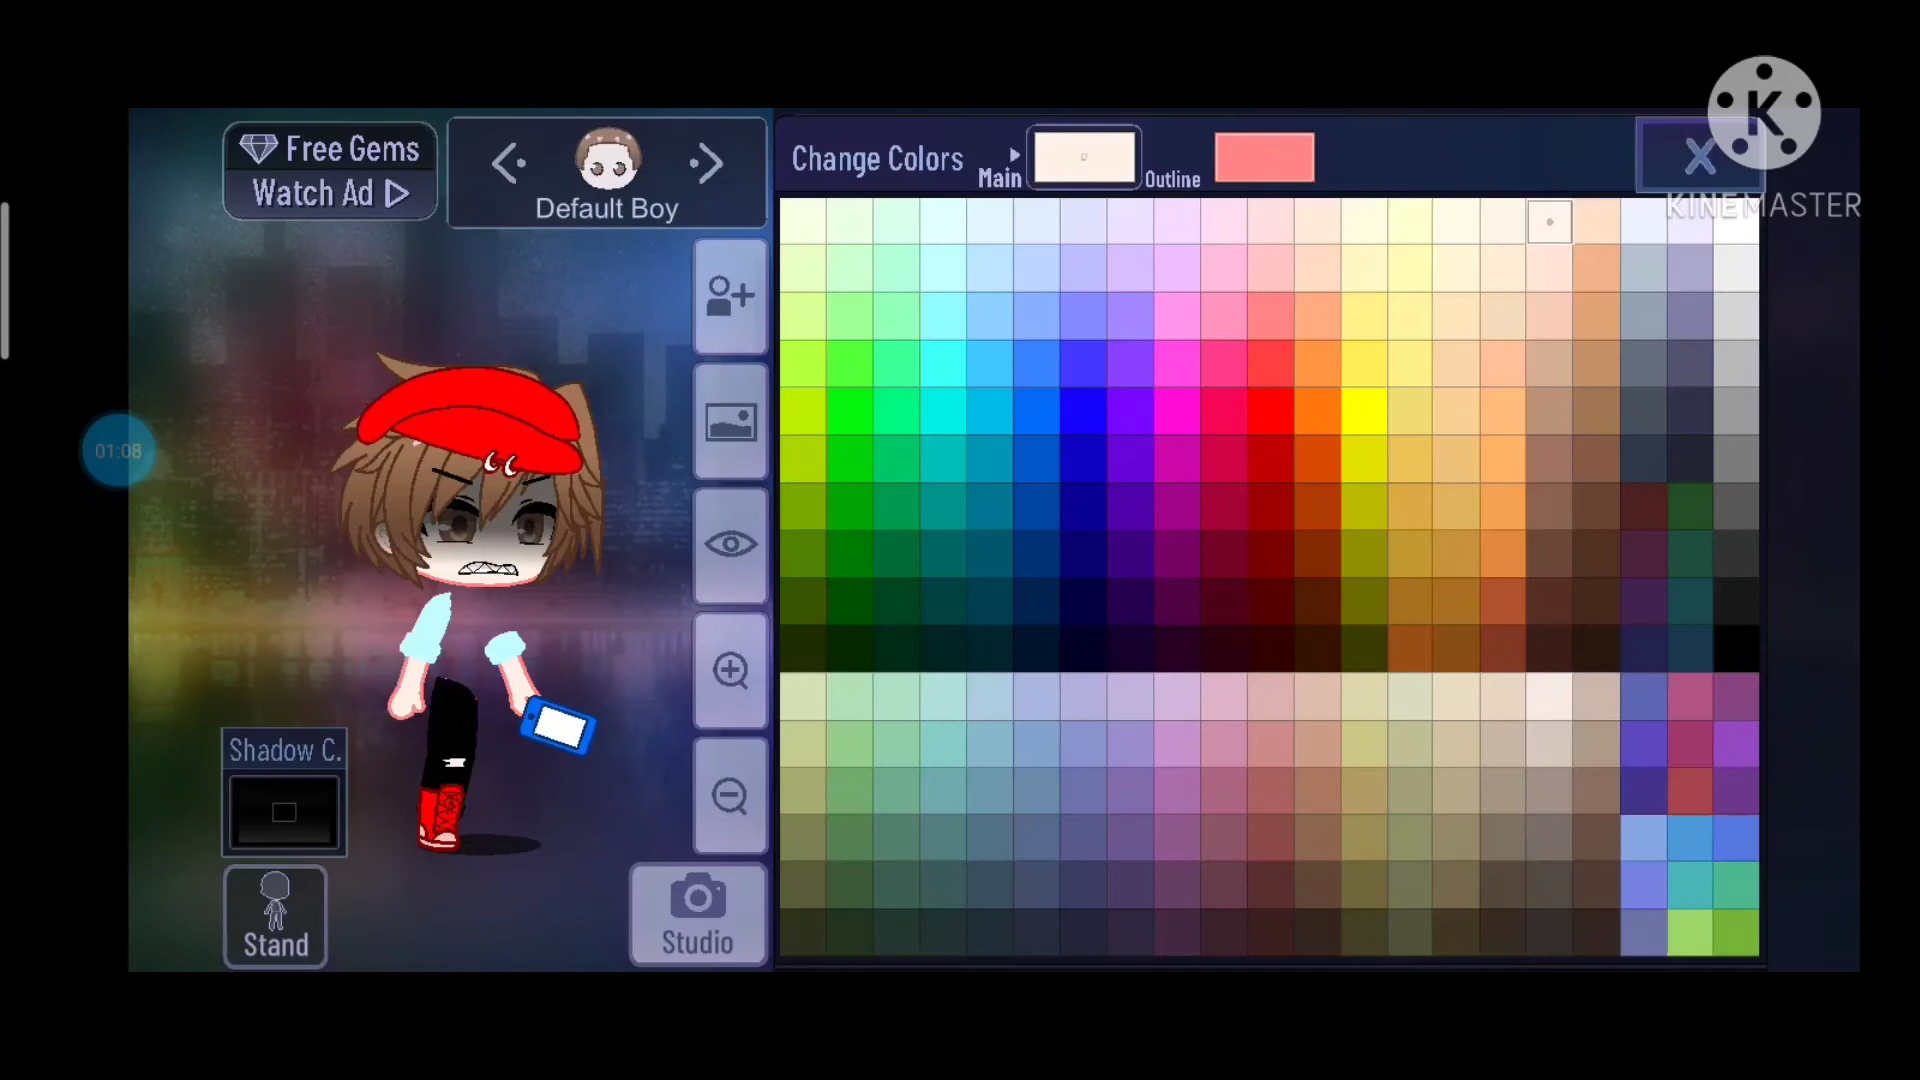 Free Gems
Watch Ad
Default Boy
Change Colors
Main
Outline
X
K
KINEMASTER
01:08
Shadow C.
Stand
Studio